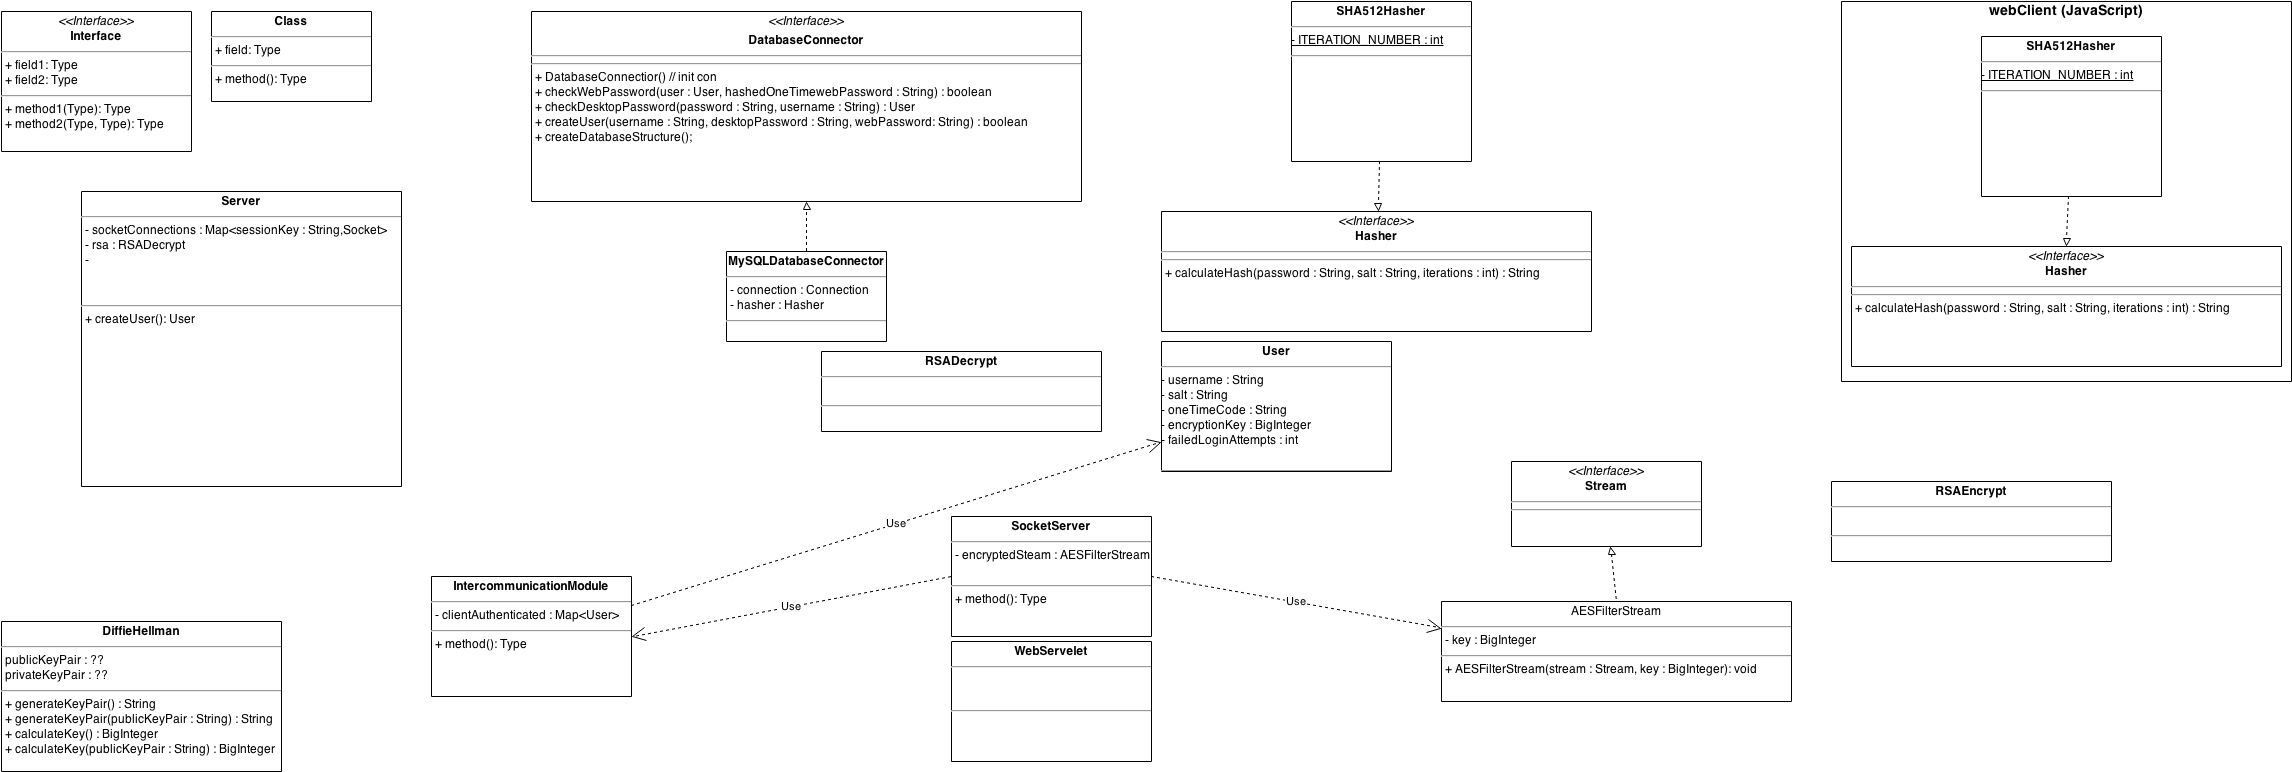 <<Interface>>
Interface
+ field1: Type
+ field2: Type
+ method1(Type): Type
+ method2(Type, Type): Type
Class
+ field: Type
+ method(): Type
<<Interface>>
DatabaseConnector
+ DatabaseConnectior() // init con
+ checkWebPassword(user : User, hashedOneTimewebPassword : String) : boolean
+ checkDesktopPassword(password : String, username : String) : User
+ createUser(username : String, desktopPassword : String, webPassword: String) : boolean
+ createDatabaseStructure();
SHA512Hasher
- ITERATION_NUMBER : int
webClient (JavaScript)
SHA512Hasher
- ITERATION_NUMBER : int
Server
- socketConnections : Map<sessionKey : String,Socket>
- rsa : RSADecrypt
-
+ createUser(): User
MySQLDatabaseConnector
- connection : Connection
- hasher : Hasher
<<Interface>>
Hasher
+ calculateHash(password : String, salt : String, iterations : int) : String
<<Interface>>
Hasher
+ calculateHash(password : String, salt : String, iterations : int) : String
RSADecrypt
User
- username : String
- salt : String
- oneTimeCode : String
- encryptionKey : BigInteger
- failedLoginAttempts : int
<<Interface>>
Stream
RSAEncrypt
Use
SocketServer
- encryptedSteam : AESFilterStream
+ method(): Type
IntercommunicationModule
- clientAuthenticated : Map<User>
+ method(): Type
Use
Use
AESFilterStream
- key : BigInteger
+ AESFilterStream(stream : Stream, key : BigInteger): void
DiffieHellman
publicKeyPair : ??
privateKeyPair : ??
+ generateKeyPair() : String
+ generateKeyPair(publicKeyPair : String) : String
+ calculateKey() : BigInteger
+ calculateKey(publicKeyPair : String) : BigInteger
WebServelet